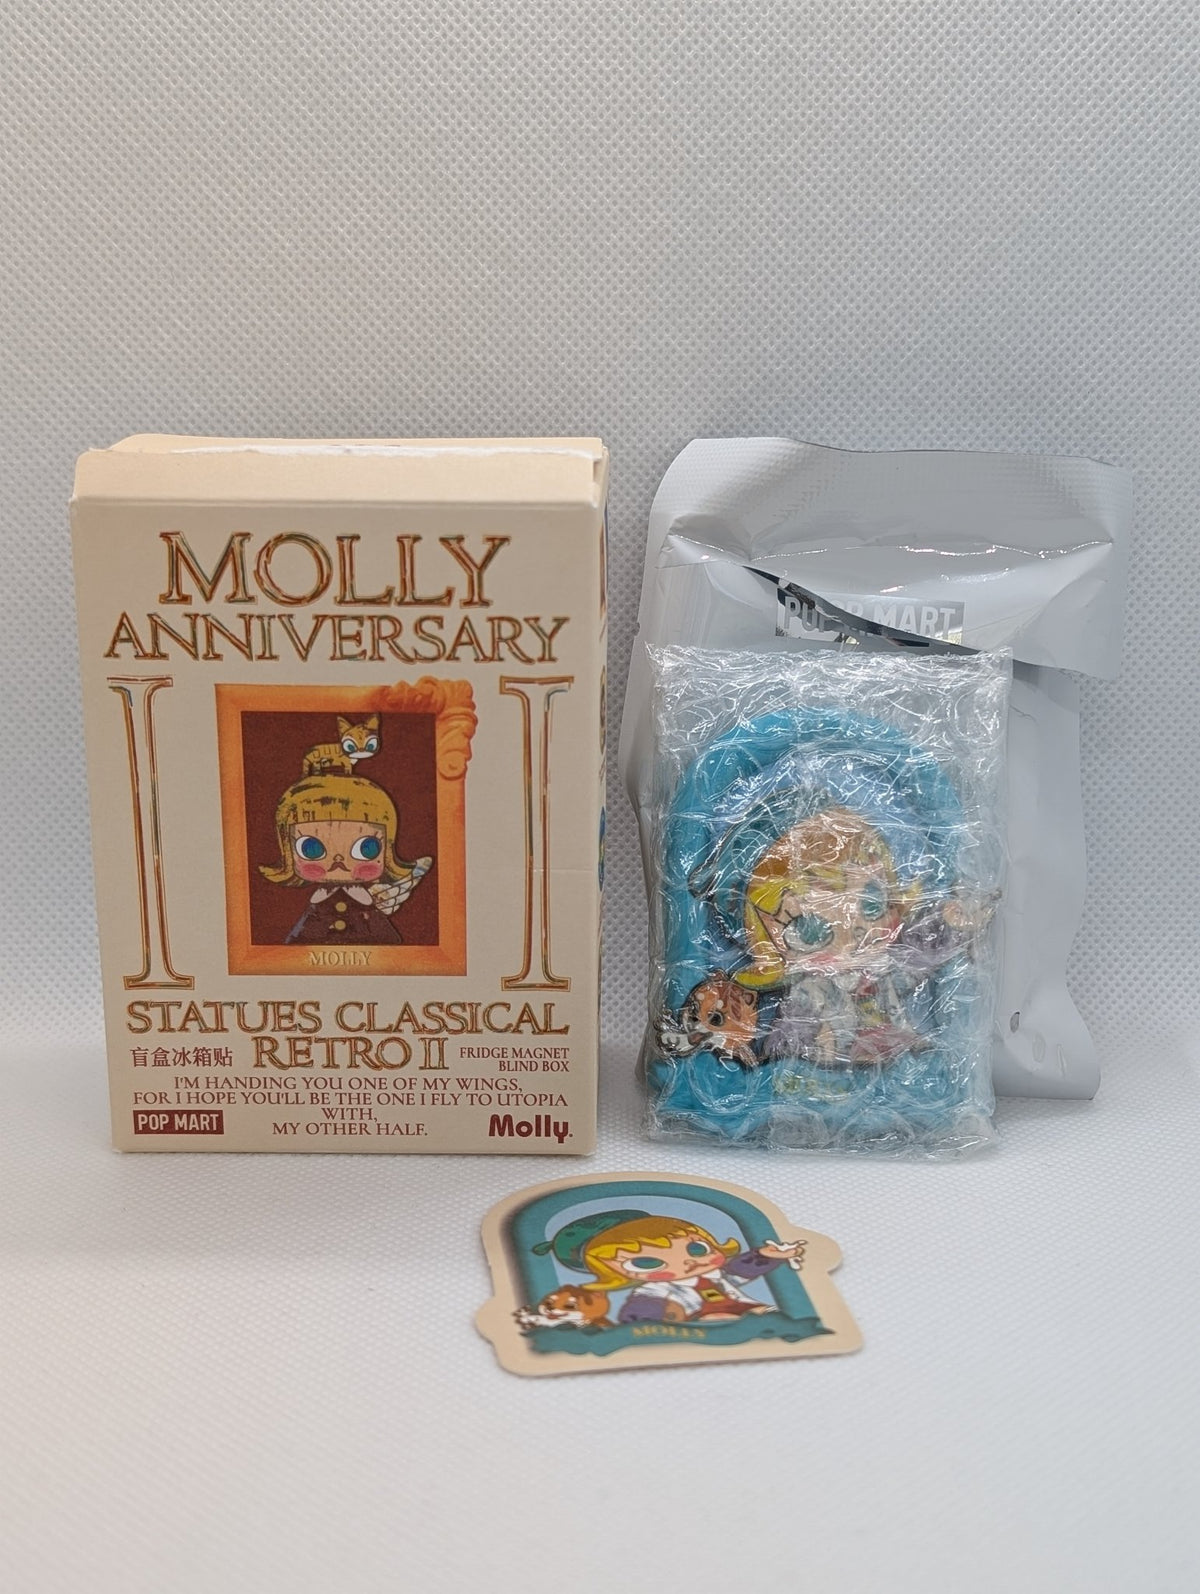 MOLLY
ANNIVERSARY
MOLLY
STATUES CLASSICAL
盲盒冰箱贴 RETRO II FRIDGE MAGNET
BLIND BOX
I'M HANDING YOU ONE OF MY WINGS,
FOR I HOPE YOU'LL BE THE ONE I FLY TO UTOPIA
WITH,
MY OTHER HALF.
POP MART
Molly.
POP MART
MOLLY